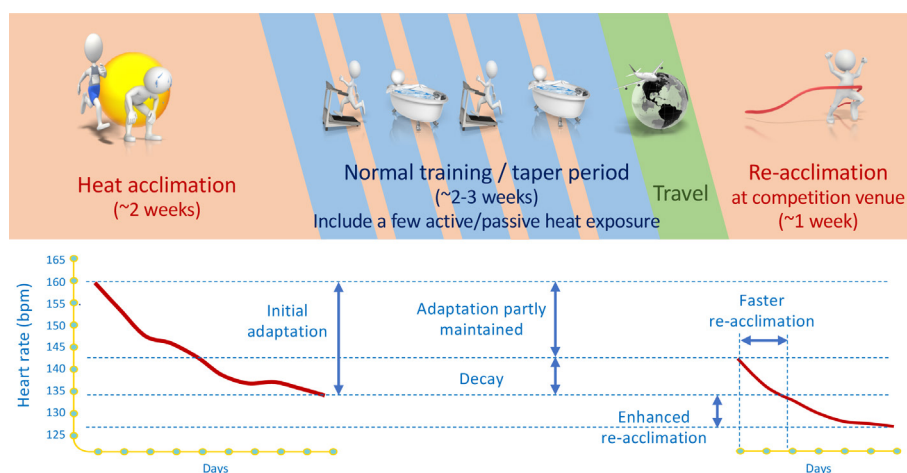 Heat acclimation
(~2 weeks)
Normal training / taper period
(~2-3 weeks)
Include a few active/passive heat exposure
Travel
Re-acclimation
at competition venue
(~1 week)
Heart rate (bpm)
165
160
155
150
145
140
135
130
125
Initial
adaptation
Adaptation partly
maintained
Decay
Faster
re-acclimation
Enhanced
re-acclimation
Days
Days